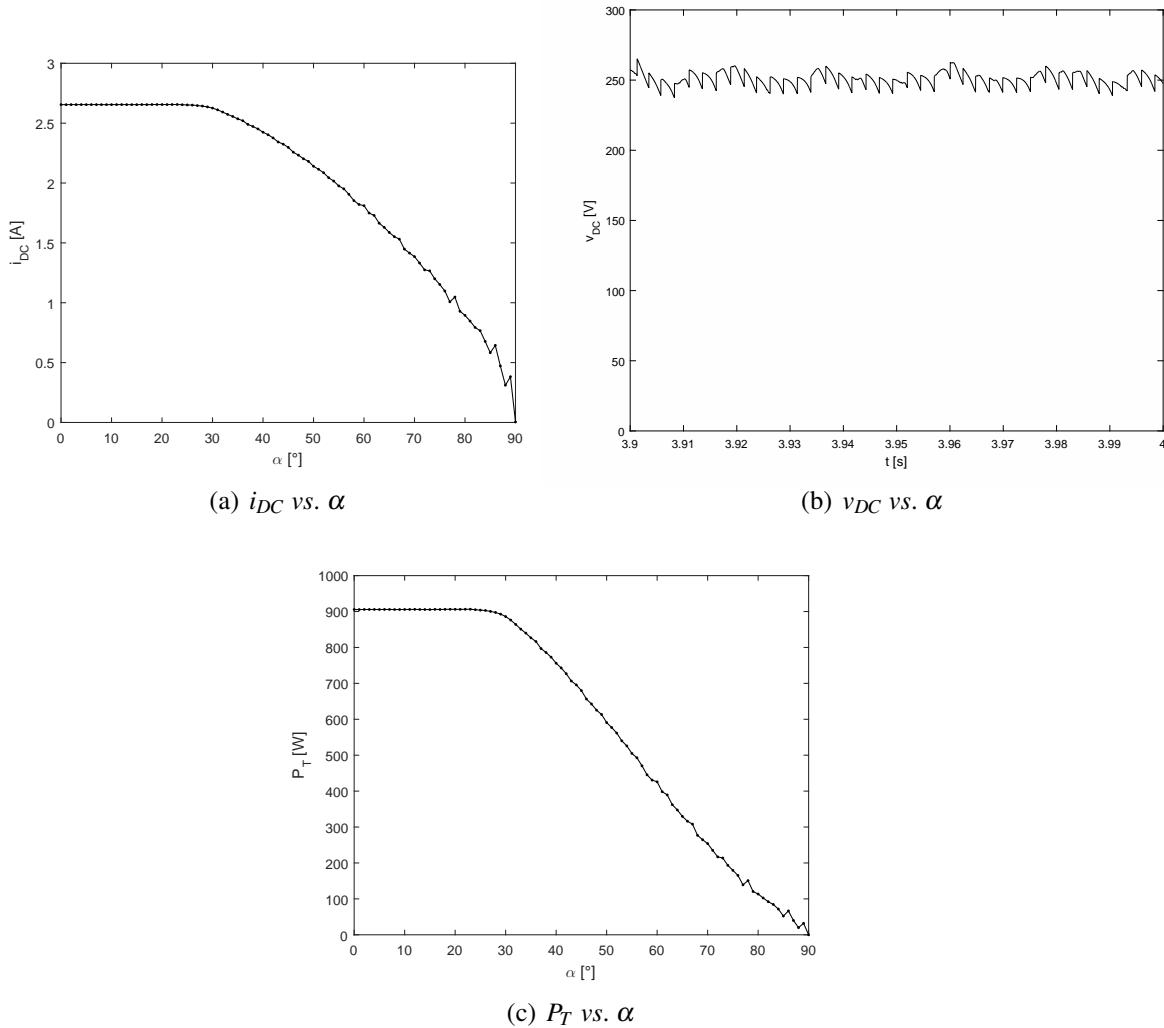 3
2.5
2
1.5
1
0.5
0
i_DC [A]
0 10 20 30 40 50 60 70 80 90
α [°]
(a) i_DC vs. α
300
250
200
150
100
50
0
v_DC [V]
3.9 3.91 3.92 3.93 3.94 3.95 3.96 3.97 3.98 3.99 4
t [s]
(b) v_DC vs. α
1000
900
800
700
600
500
400
300
200
100
0
P_T [W]
0 10 20 30 40 50 60 70 80 90
α [°]
(c) P_T vs. α